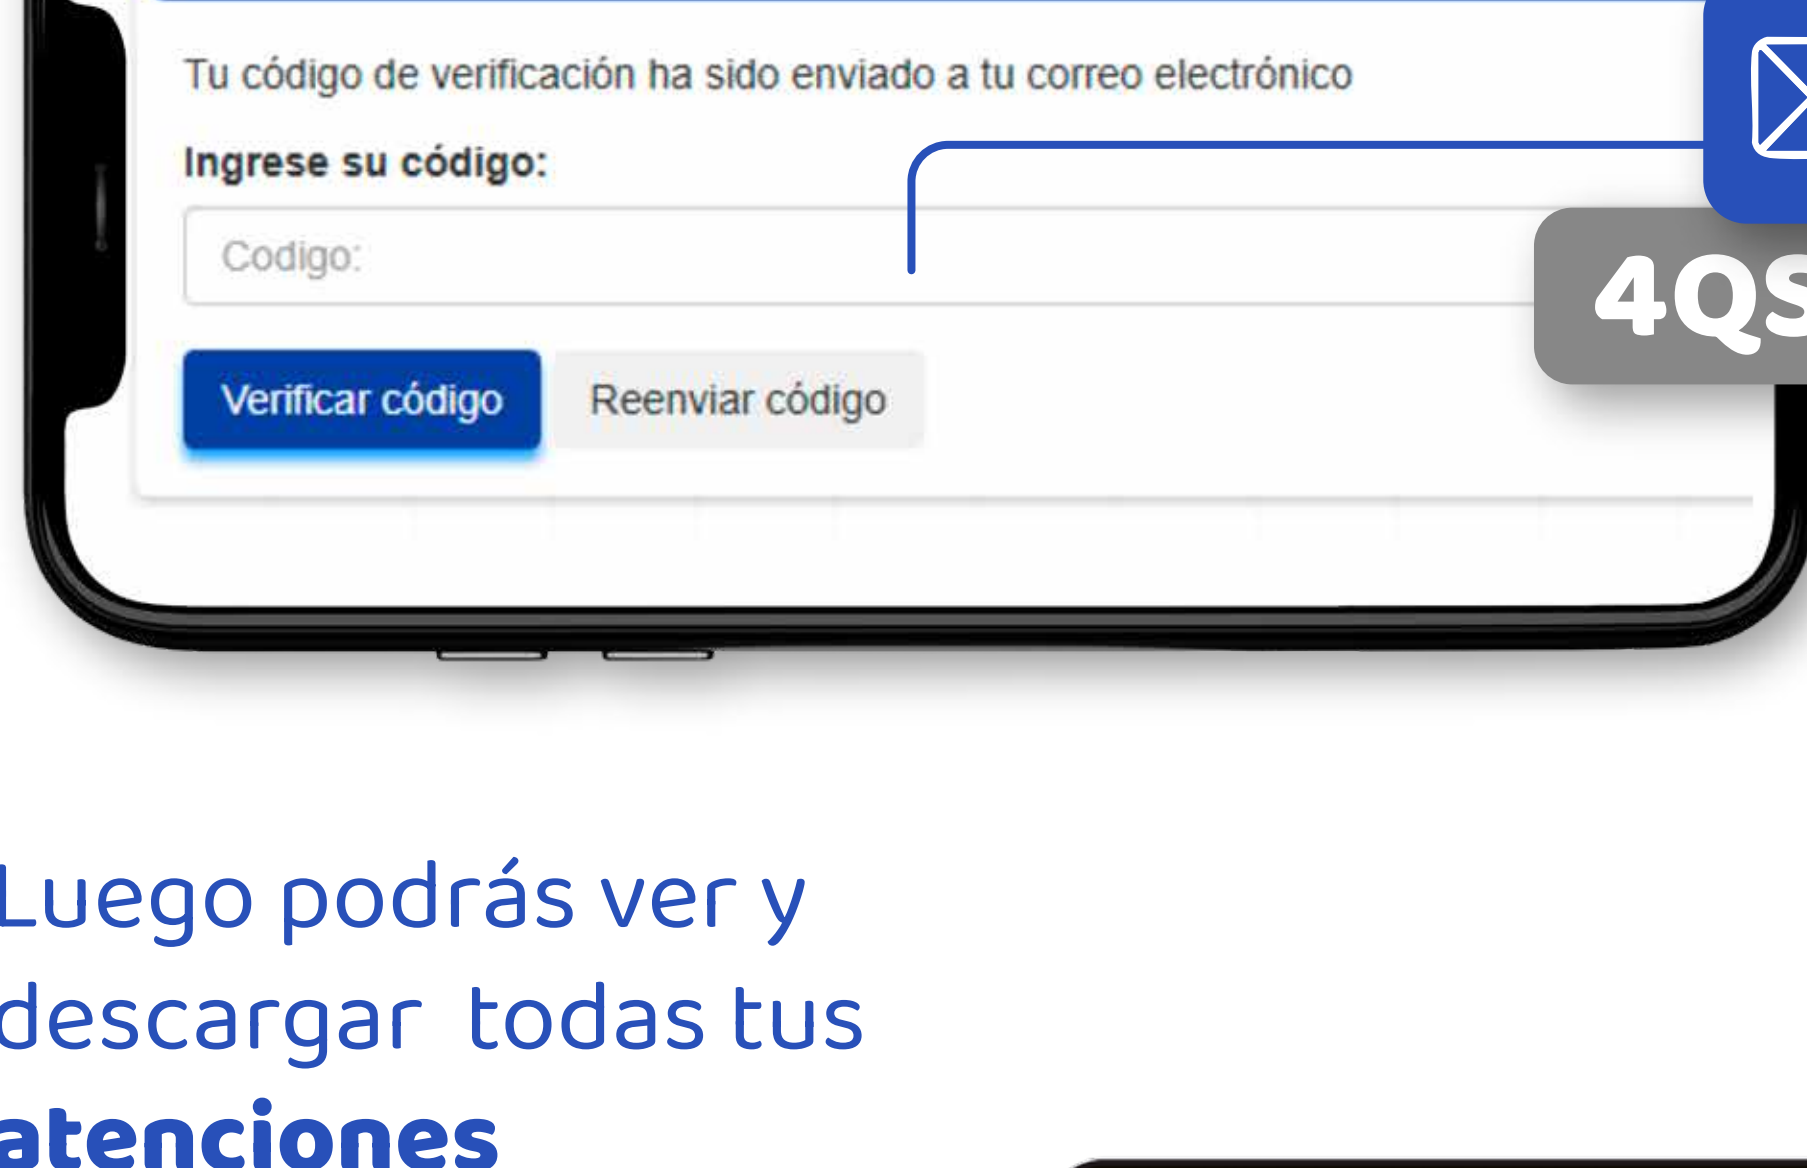 Tu código de verificación ha sido enviado a tu correo electrónico
Ingrese su código:
Codigo:
4QS
Verificar código
Reenviar código
Luego podrás ver y
descargar todas tus
atenciones